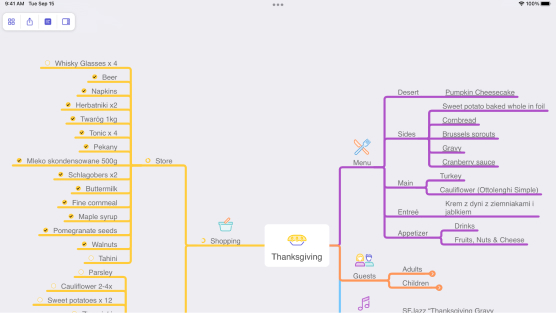 9:41 AM Tue Sep 15
100%
Whisky Glasses x 4
Beer
Napkins
Herbatniki x2
Twaróg 1kg
Tonic x 4
Pekany
Mleko skondensowane 500g
Schlagobers x2
Buttermilk
Fine cornmeal
Maple syrup
Pomegranate seeds
Walnuts
Tahini
Parsley
Cauliflower 2-4x
Sweet potatoes x 12
Store
Shopping
Thanksgiving
Menu
Desert
Pumpkin Cheesecake
Sides
Sweet potato baked whole in foil
Cornbread
Brussels sprouts
Gravy
Cranberry sauce
Main
Turkey
Cauliflower (Ottolenghi Simple)
Entreé
Krem z dyni z ziemniakami i
jabłkiem
Appetizer
Drinks
Fruits, Nuts & Cheese
Guests
Adults
Children
SEJazz "Thanksgiving Gravy